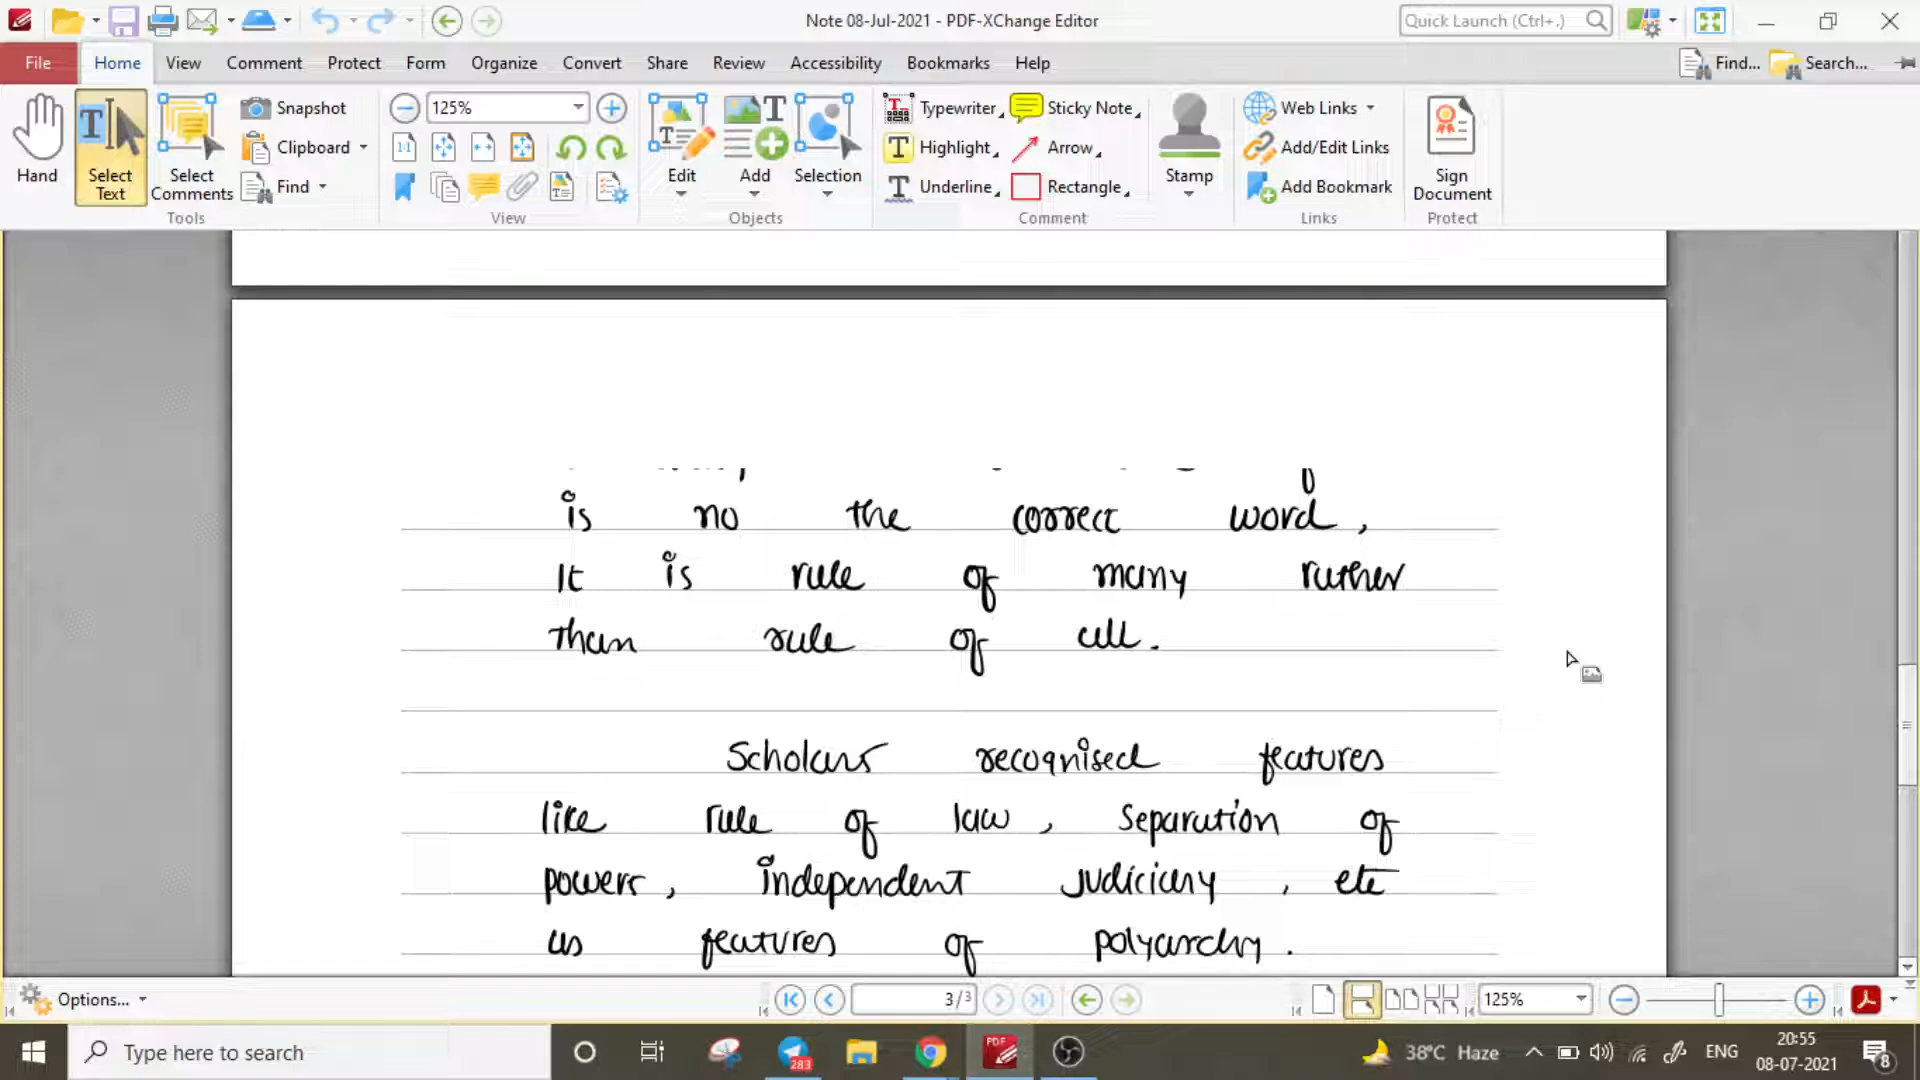 Note 08-Jul-2021 - PDF-XChange Editor
Quick Launch (Ctrl+.)
File Home View Comment Protect Form Organize Convert Share Review Accessibility Bookmarks Help Find... Search...
Snapshot 125% Typewriter Sticky Note Web Links
Clipboard Highlight Arrow Add/Edit Links
Hand Select Text Select Comments Edit Add Selection Stamp Sign Document
Find Underline Rectangle Add Bookmark
Tools View Objects Comment Links Protect
is no the correct word,
It is rule of many rather
than rule of all.
Scholars recognised features
like rule of law, separation of
powers, independent judiciary, etc
as features of polyarchy.
Options... 3/3 125%
Type here to search 283 38°C Haze ENG 20:55
08-07-2021 8